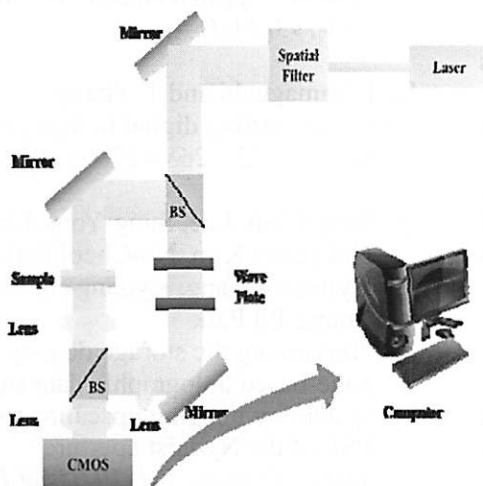 Mirror
Spatial
Filter
Laser
Mirror
BS
Sample
Wave
Plate
Lens
BS
Lens
Lens
Mirror
Computer
CMOS